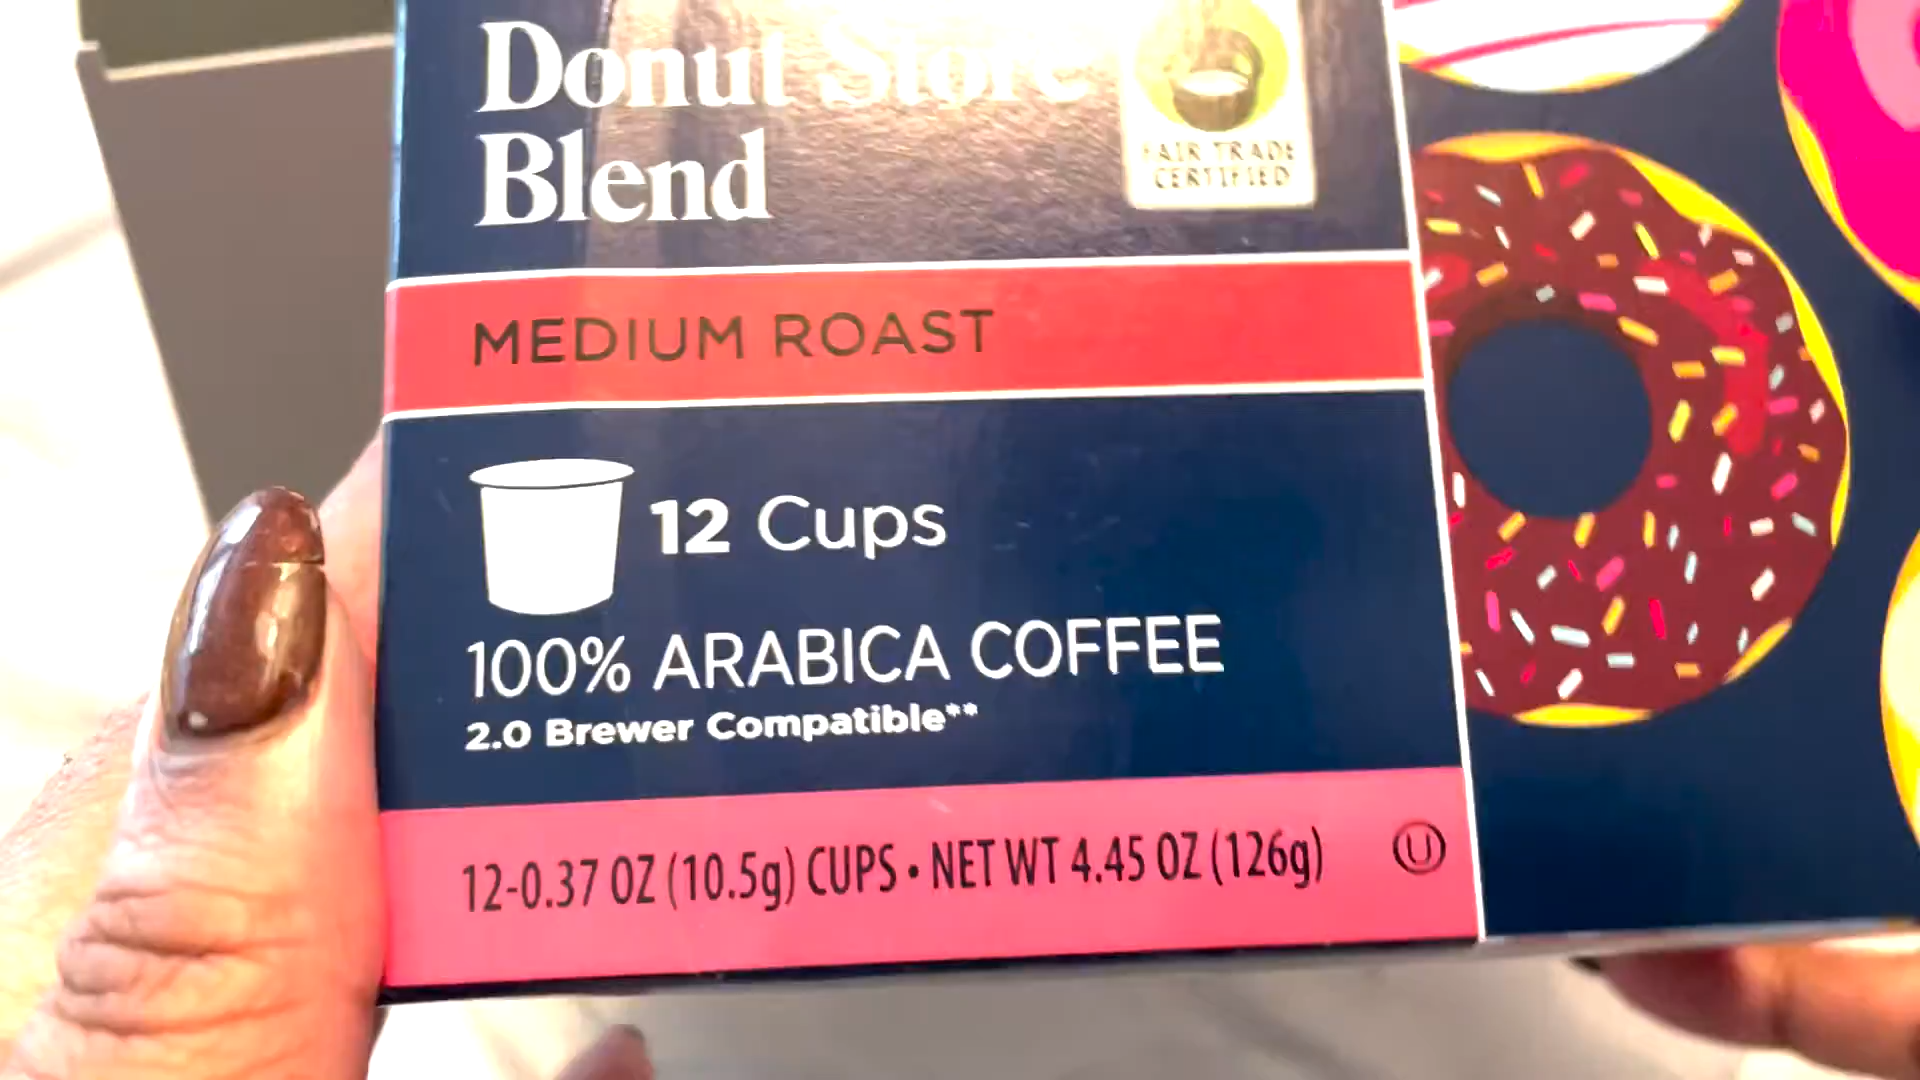 Donut Store
Blend
FAIR TRADE
CERTIFIED
MEDIUM ROAST
12 Cups
100% ARABICA COFFEE
2.0 Brewer Compatible**
12-0.37 OZ (10.5g) CUPS • NET WT 4.45 OZ (126g)
U